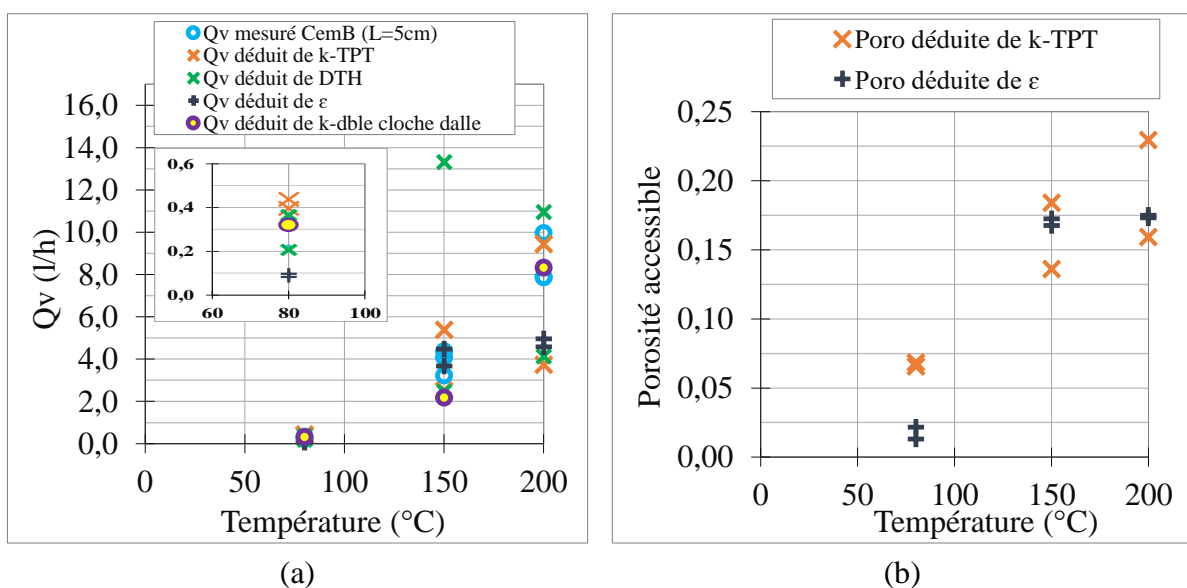 Qv mesuré CemB (L=5cm)
Qv déduit de k-TPT
Qv déduit de DTH
Qv déduit de ε
Qv déduit de k-dble cloche dalle
16,0
14,0
12,0
10,0
8,0
6,0
4,0
2,0
0,0
Qv (l/h)
0,6
0,4
0,2
0,0
60 80 100
0 50 100 150 200
Température (°C)
(a)
Poro déduite de k-TPT
Poro déduite de ε
0,25
0,20
0,15
0,10
0,05
0,00
Porosité accessible
0 50 100 150 200
Température (°C)
(b)